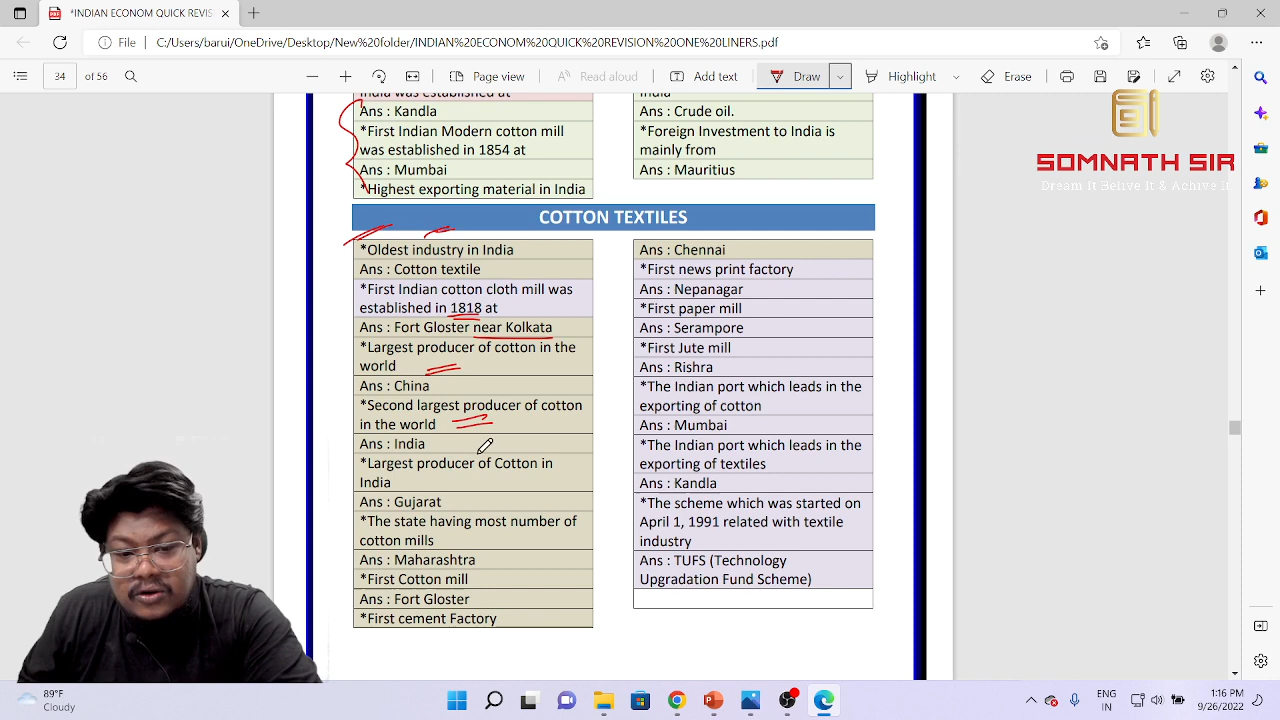 *INDIAN ECONOM QUICK REVISI
File
C:/Users/barui/OneDrive/Desktop/New%20folder/INDIAN%20ECONOM%20QUICK%20REVISION%20ONE%20LINERS.pdf
34 of 56
Page view
Read aloud
Add text
Draw
Highlight
Erase
India was established at
Ans : Kandla
*First Indian Modern cotton mill
was established in 1854 at
Ans : Mumbai
*Highest exporting material in India
India
Ans : Crude oil.
*Foreign Investment to India is
mainly from
Ans : Mauritius
SOMNATH SIR
Dream It Belive It & Achive It
COTTON TEXTILES
*Oldest industry in India
Ans : Cotton textile
*First Indian cotton cloth mill was
established in 1818 at
Ans : Fort Gloster near Kolkata
*Largest producer of cotton in the
world
Ans : China
*Second largest producer of cotton
in the world
Ans : India
*Largest producer of Cotton in
India
Ans : Gujarat
*The state having most number of
cotton mills
Ans : Maharashtra
*First Cotton mill
Ans : Fort Gloster
*First cement Factory
Ans : Chennai
*First news print factory
Ans : Nepanagar
*First paper mill
Ans : Serampore
*First Jute mill
Ans : Rishra
*The Indian port which leads in the
exporting of cotton
Ans : Mumbai
*The Indian port which leads in the
exporting of textiles
Ans : Kandla
*The scheme which was started on
April 1, 1991 related with textile
industry
Ans : TUFS (Technology
Upgradation Fund Scheme)
89°F
Cloudy
ENG
IN
1:16 PM
9/26/2022